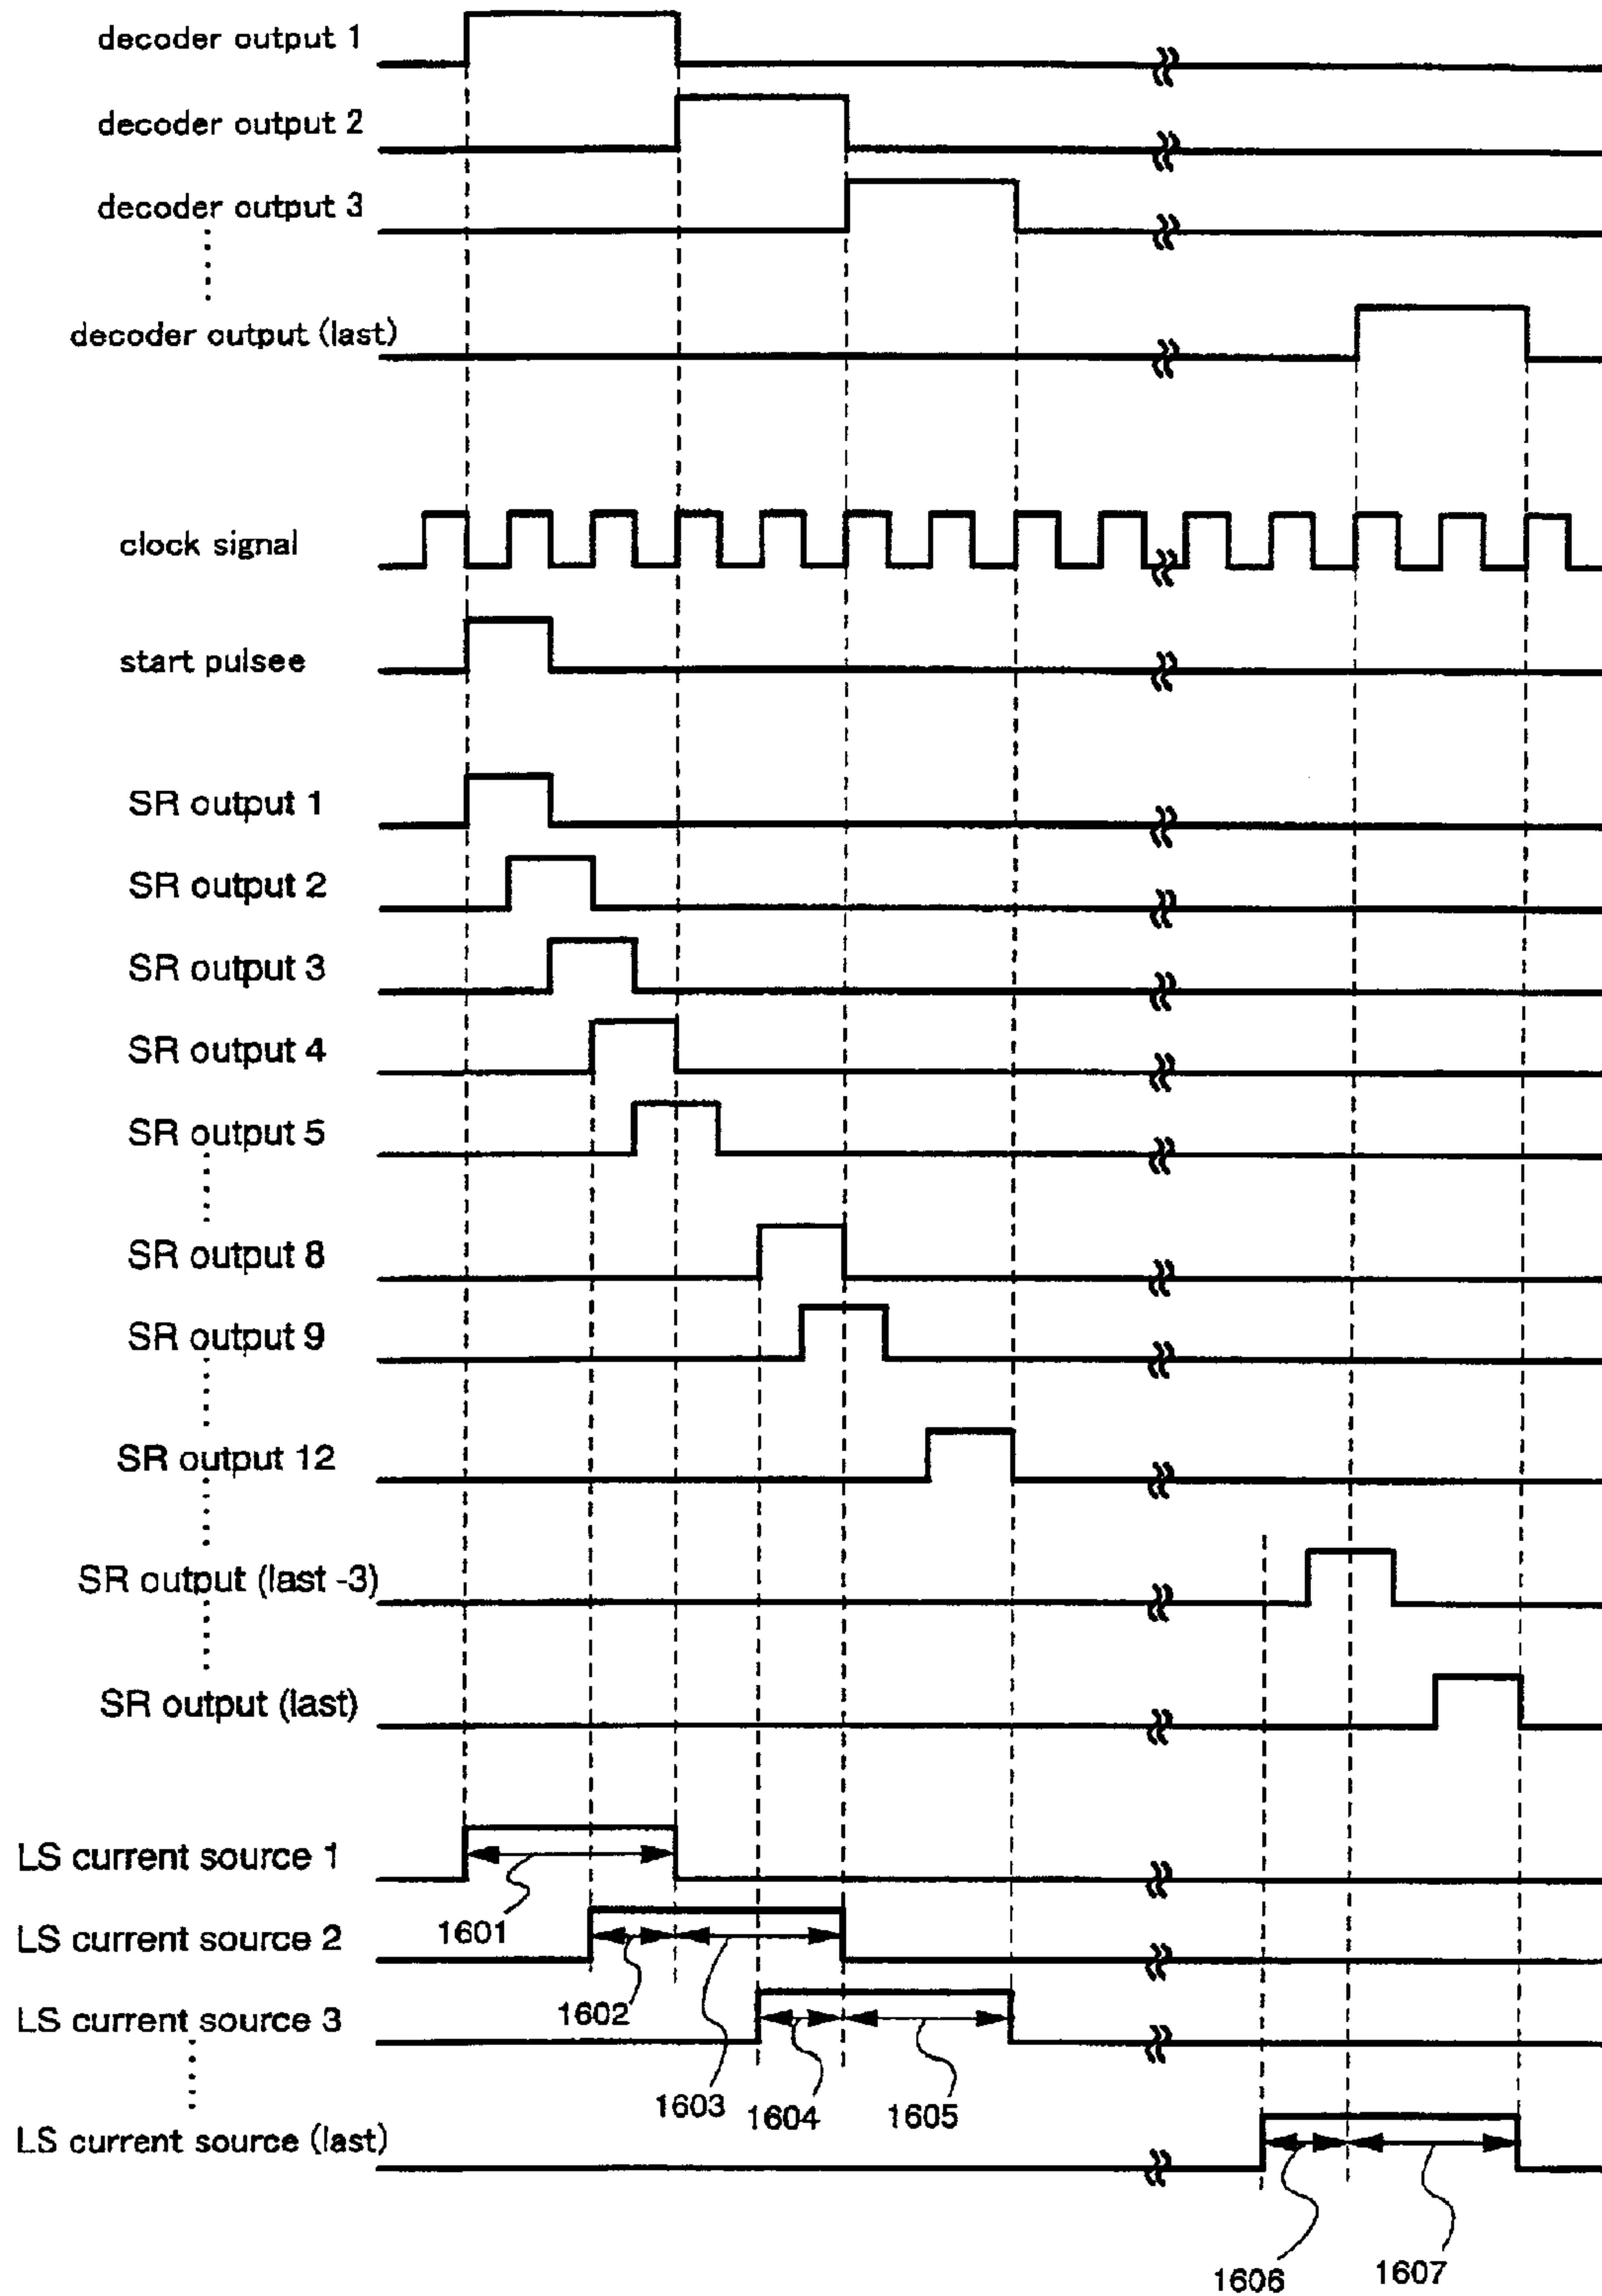 decoder output 1
decoder output 2
decoder output 3
decoder output (last)
clock signal
start pulsee
SR output 1
SR output 2
SR output 3
SR output 4
SR output 5
SR output 8
SR output 9
SR output 12
SR output (last -3)
SR output (last)
LS current source 1
1601
LS current source 2
1602
LS current source 3
1603
1604
1605
LS current source (last)
1606
1607